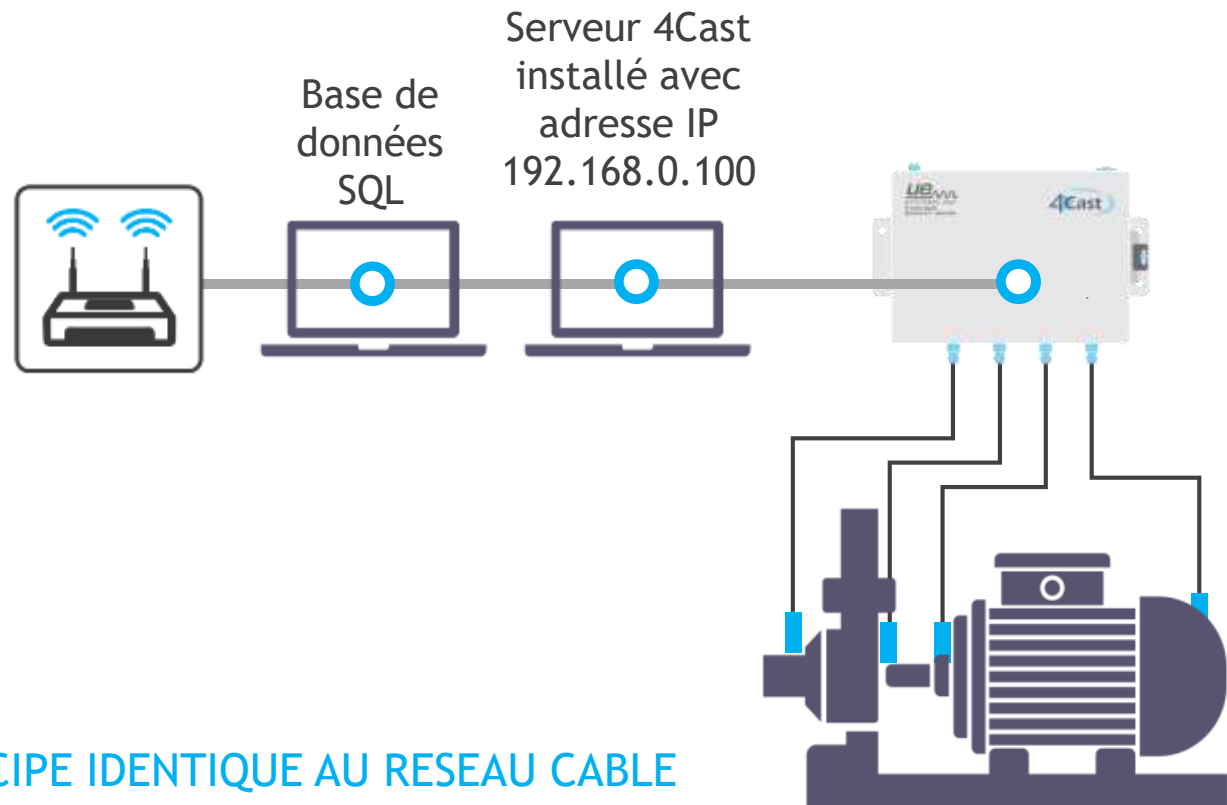 Serveur 4Cast
installé avec
adresse IP
192.168.0.100
Base de
données
SQL
UE
4Cast
CIPE IDENTIQUE AU RESEAU CABLE